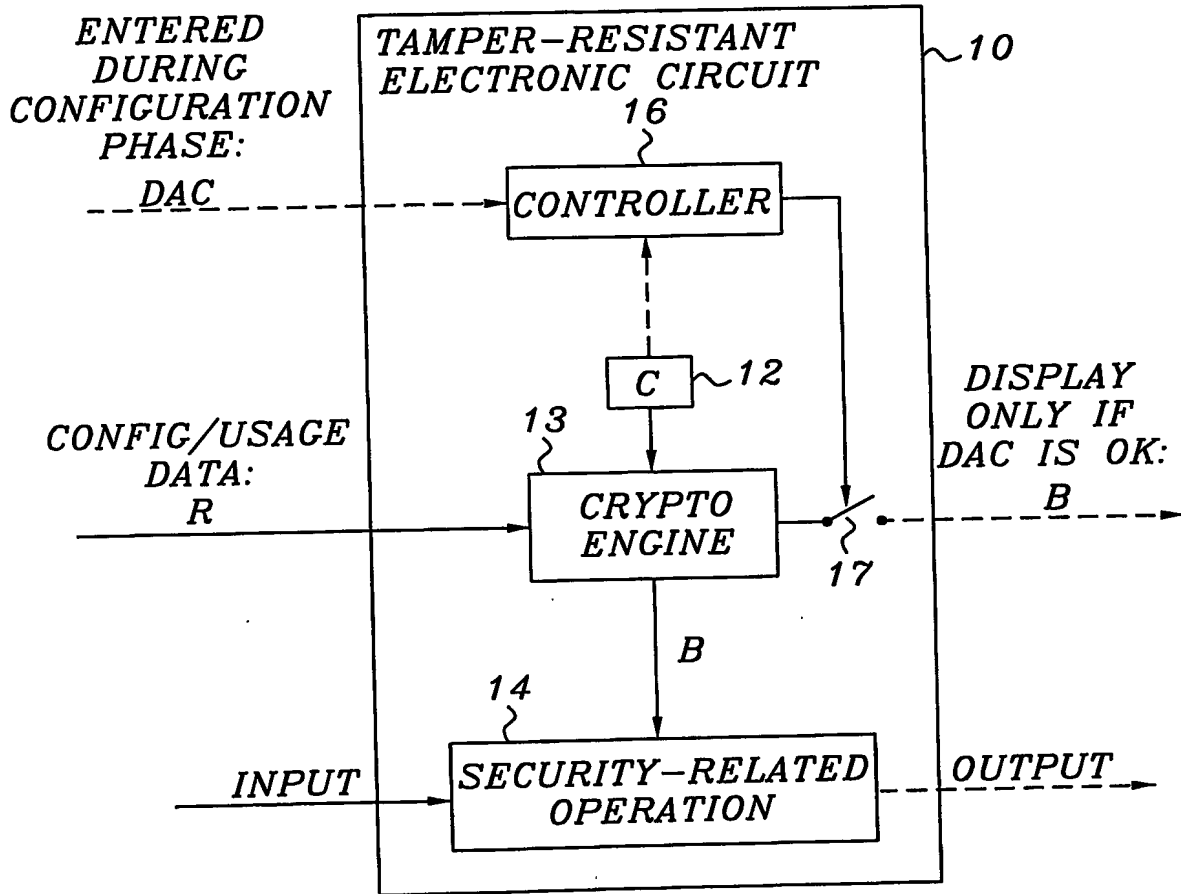 ENTERED
DURING
CONFIGURATION
PHASE:
DAC
TAMPER-RESISTANT
ELECTRONIC CIRCUIT
10
16
CONTROLLER
C
12
CONFIG/USAGE
DATA:
R
13
CRYPTO
ENGINE
17
DISPLAY
ONLY IF
DAC IS OK:
B
B
14
INPUT
SECURITY-RELATED
OPERATION
OUTPUT